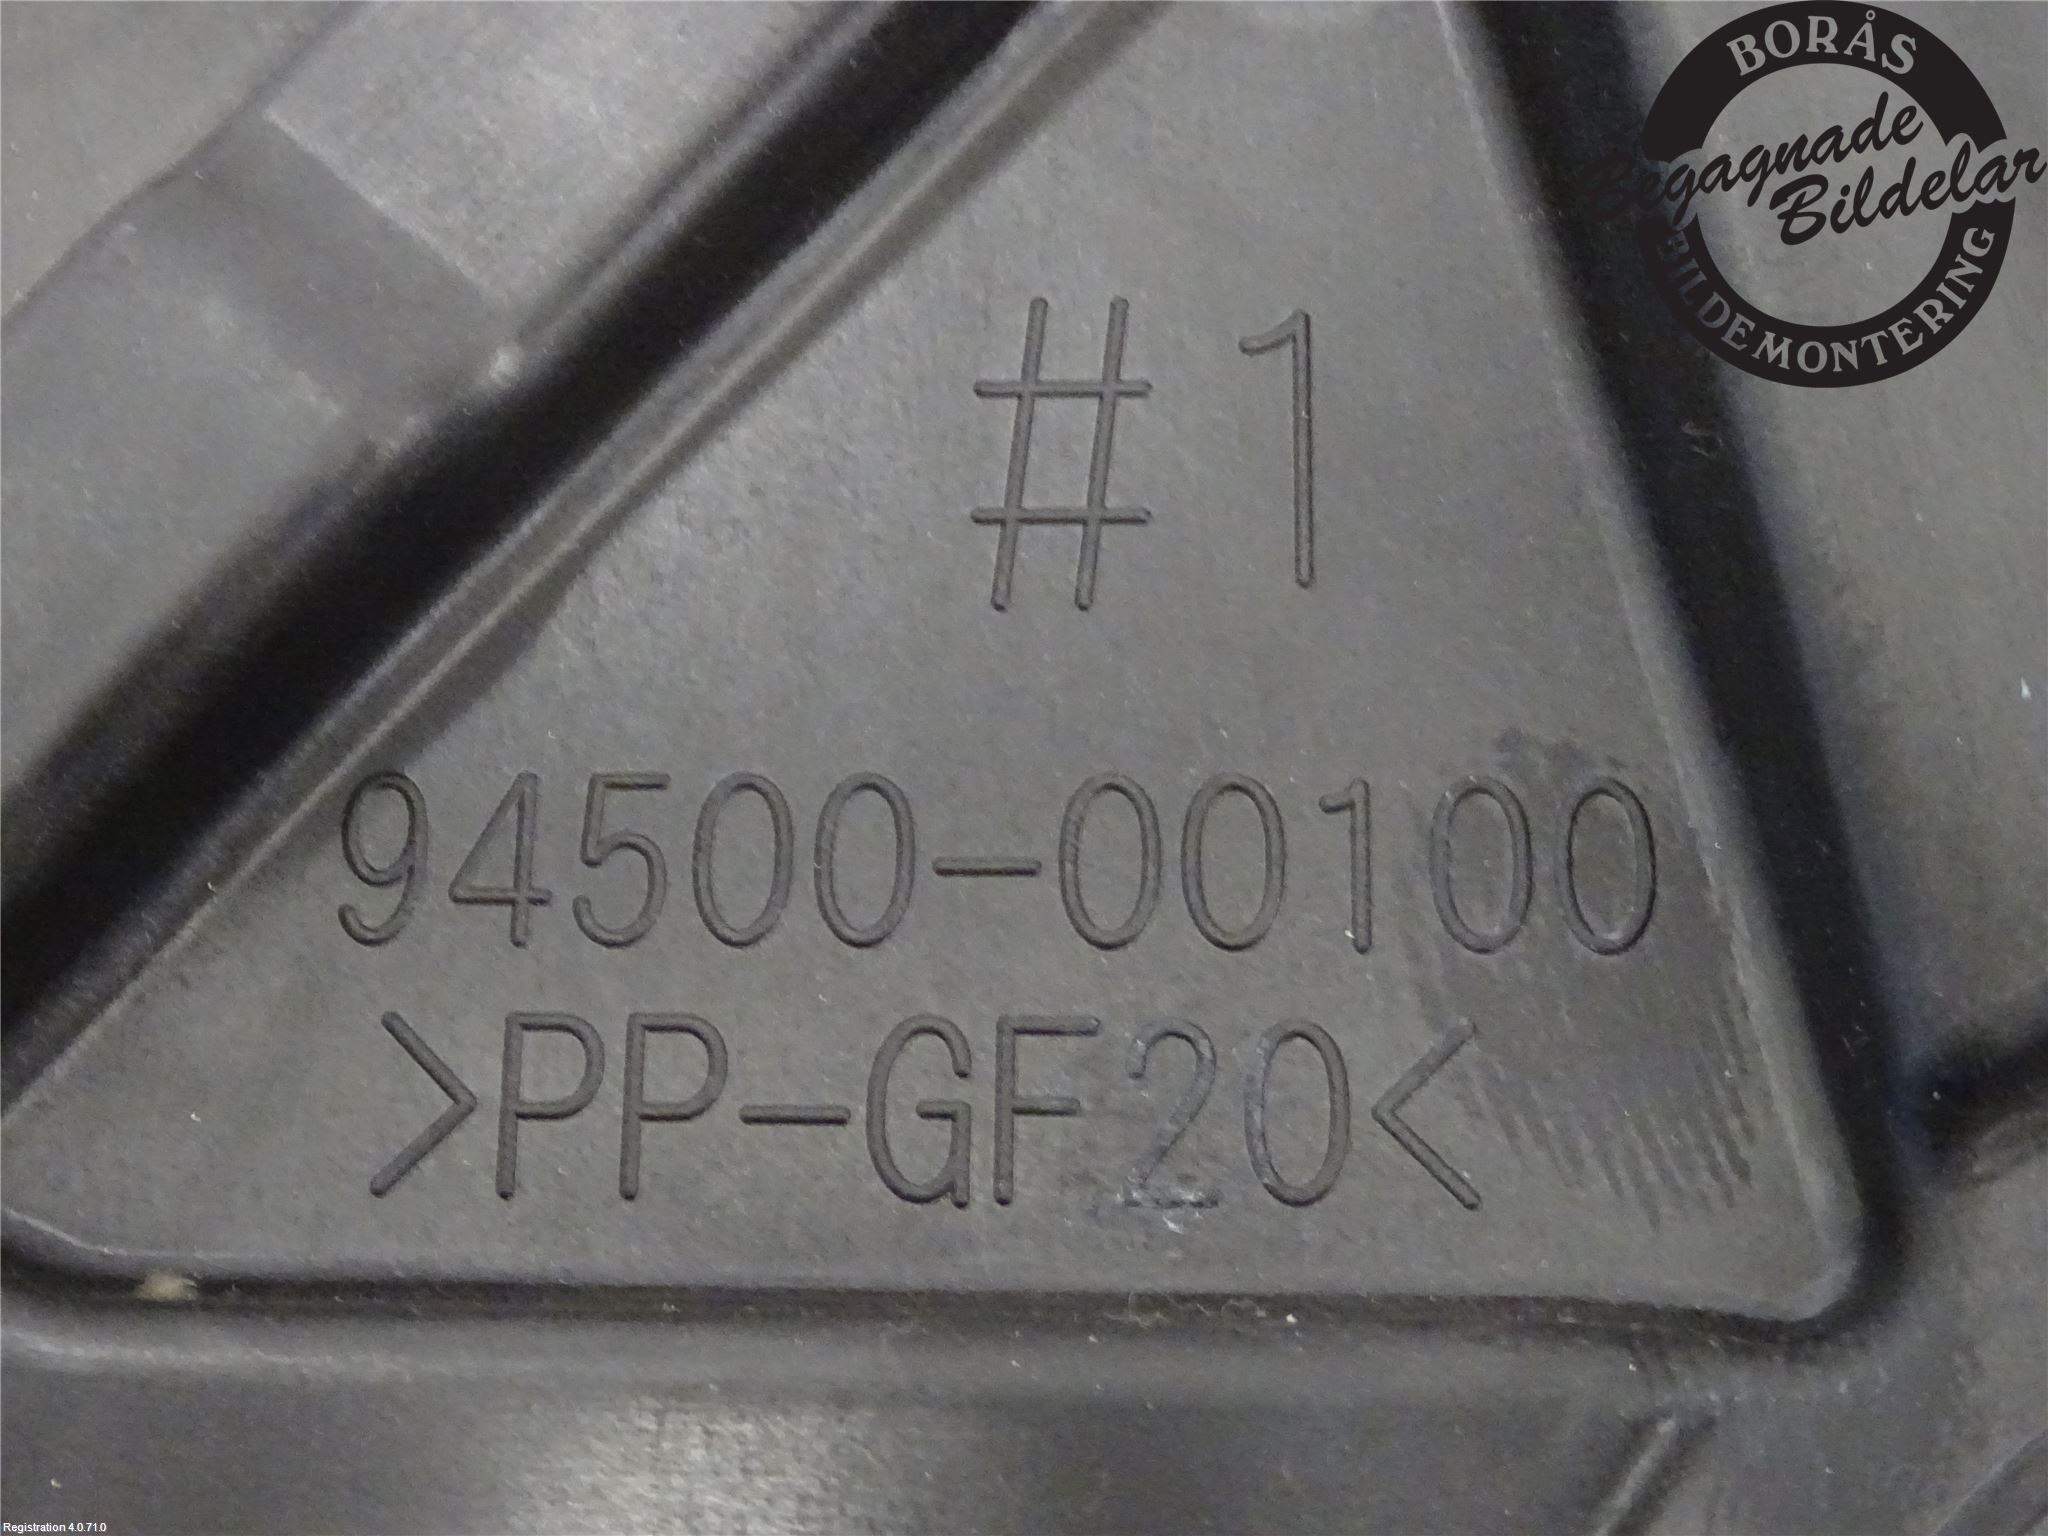 BORÅS
Begagnade
Bildelar
BILDEMONTERING
#1
94500-00100
>PP-GF20<
Registration 4.0.71.0